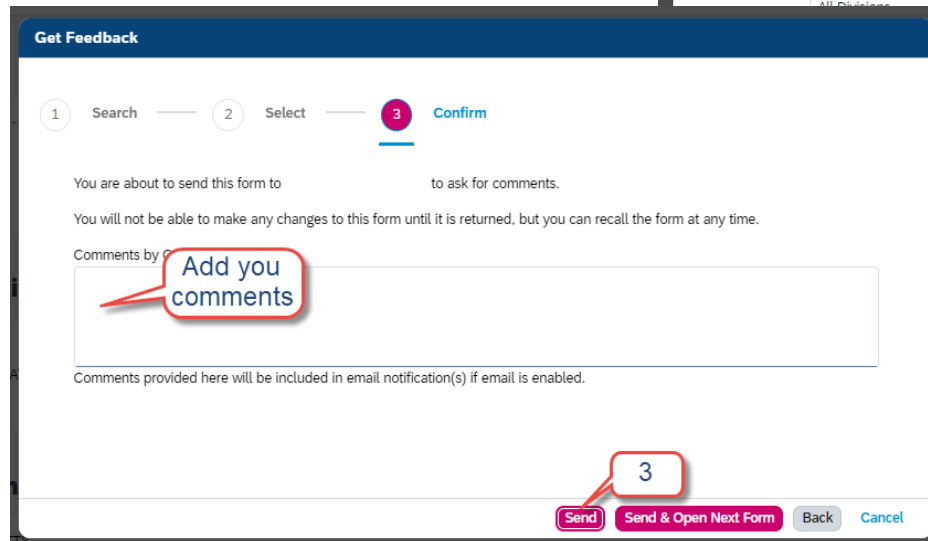 All Divisions
Get Feedback
1 Search 2 Select 3 Confirm
You are about to send this form to to ask for comments.
You will not be able to make any changes to this form until it is returned, but you can recall the form at any time.
Comments by
Add you
comments
Comments provided here will be included in email notification(s) if email is enabled.
3
Send Send & Open Next Form Back Cancel